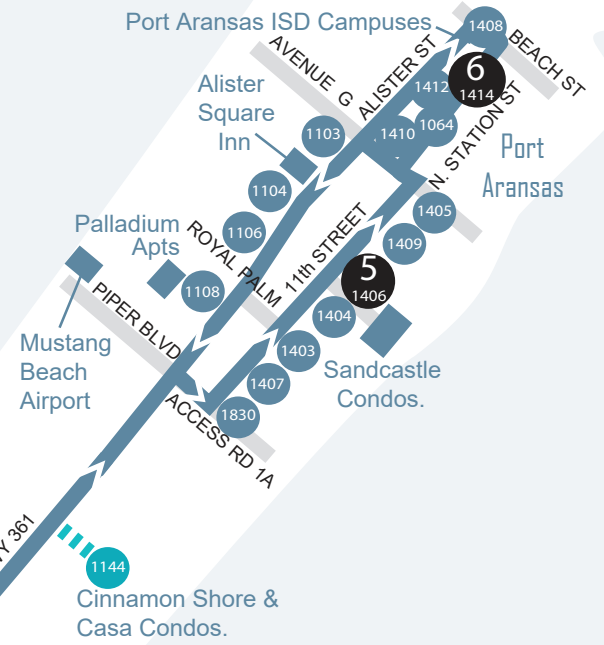 Port Aransas ISD Campuses
1408
BEACH ST
AVENUE G
ALISTER ST
6
1414
1412
Alister
Square
Inn
1103
1410
1064
N. STATION ST
Port
Aransas
1104
1405
Palladium
Apts
1106
ROYAL PALM
11th STREET
1409
5
1406
1108
PIPER BLVD
1404
Mustang
Beach
Airport
1403
Sandcastle
Condos.
1407
1830
ACCESS RD 1A
Y 361
1144
Cinnamon Shore &
Casa Condos.